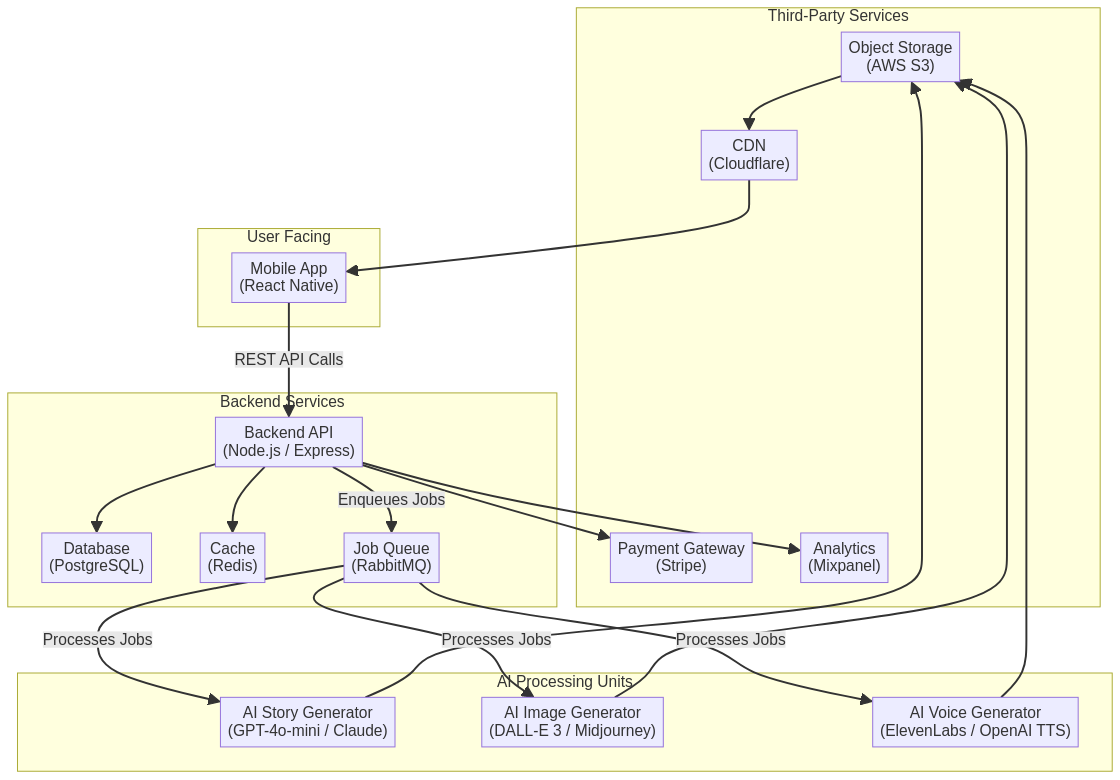 Third-Party Services
Object Storage
(AWS S3)
CDN
(Cloudflare)
User Facing
Mobile App
(React Native)
REST API Calls
Backend Services
Backend API
(Node.js / Express)
Enqueues Jobs
Database
(PostgreSQL)
Cache
(Redis)
Job Queue
(RabbitMQ)
Payment Gateway
(Stripe)
Analytics
(Mixpanel)
Processes Jobs
Processes Jobs
Processes Jobs
AI Processing Units
AI Story Generator
(GPT-4o-mini / Claude)
AI Image Generator
(DALL-E 3 / Midjourney)
AI Voice Generator
(ElevenLabs / OpenAI TTS)